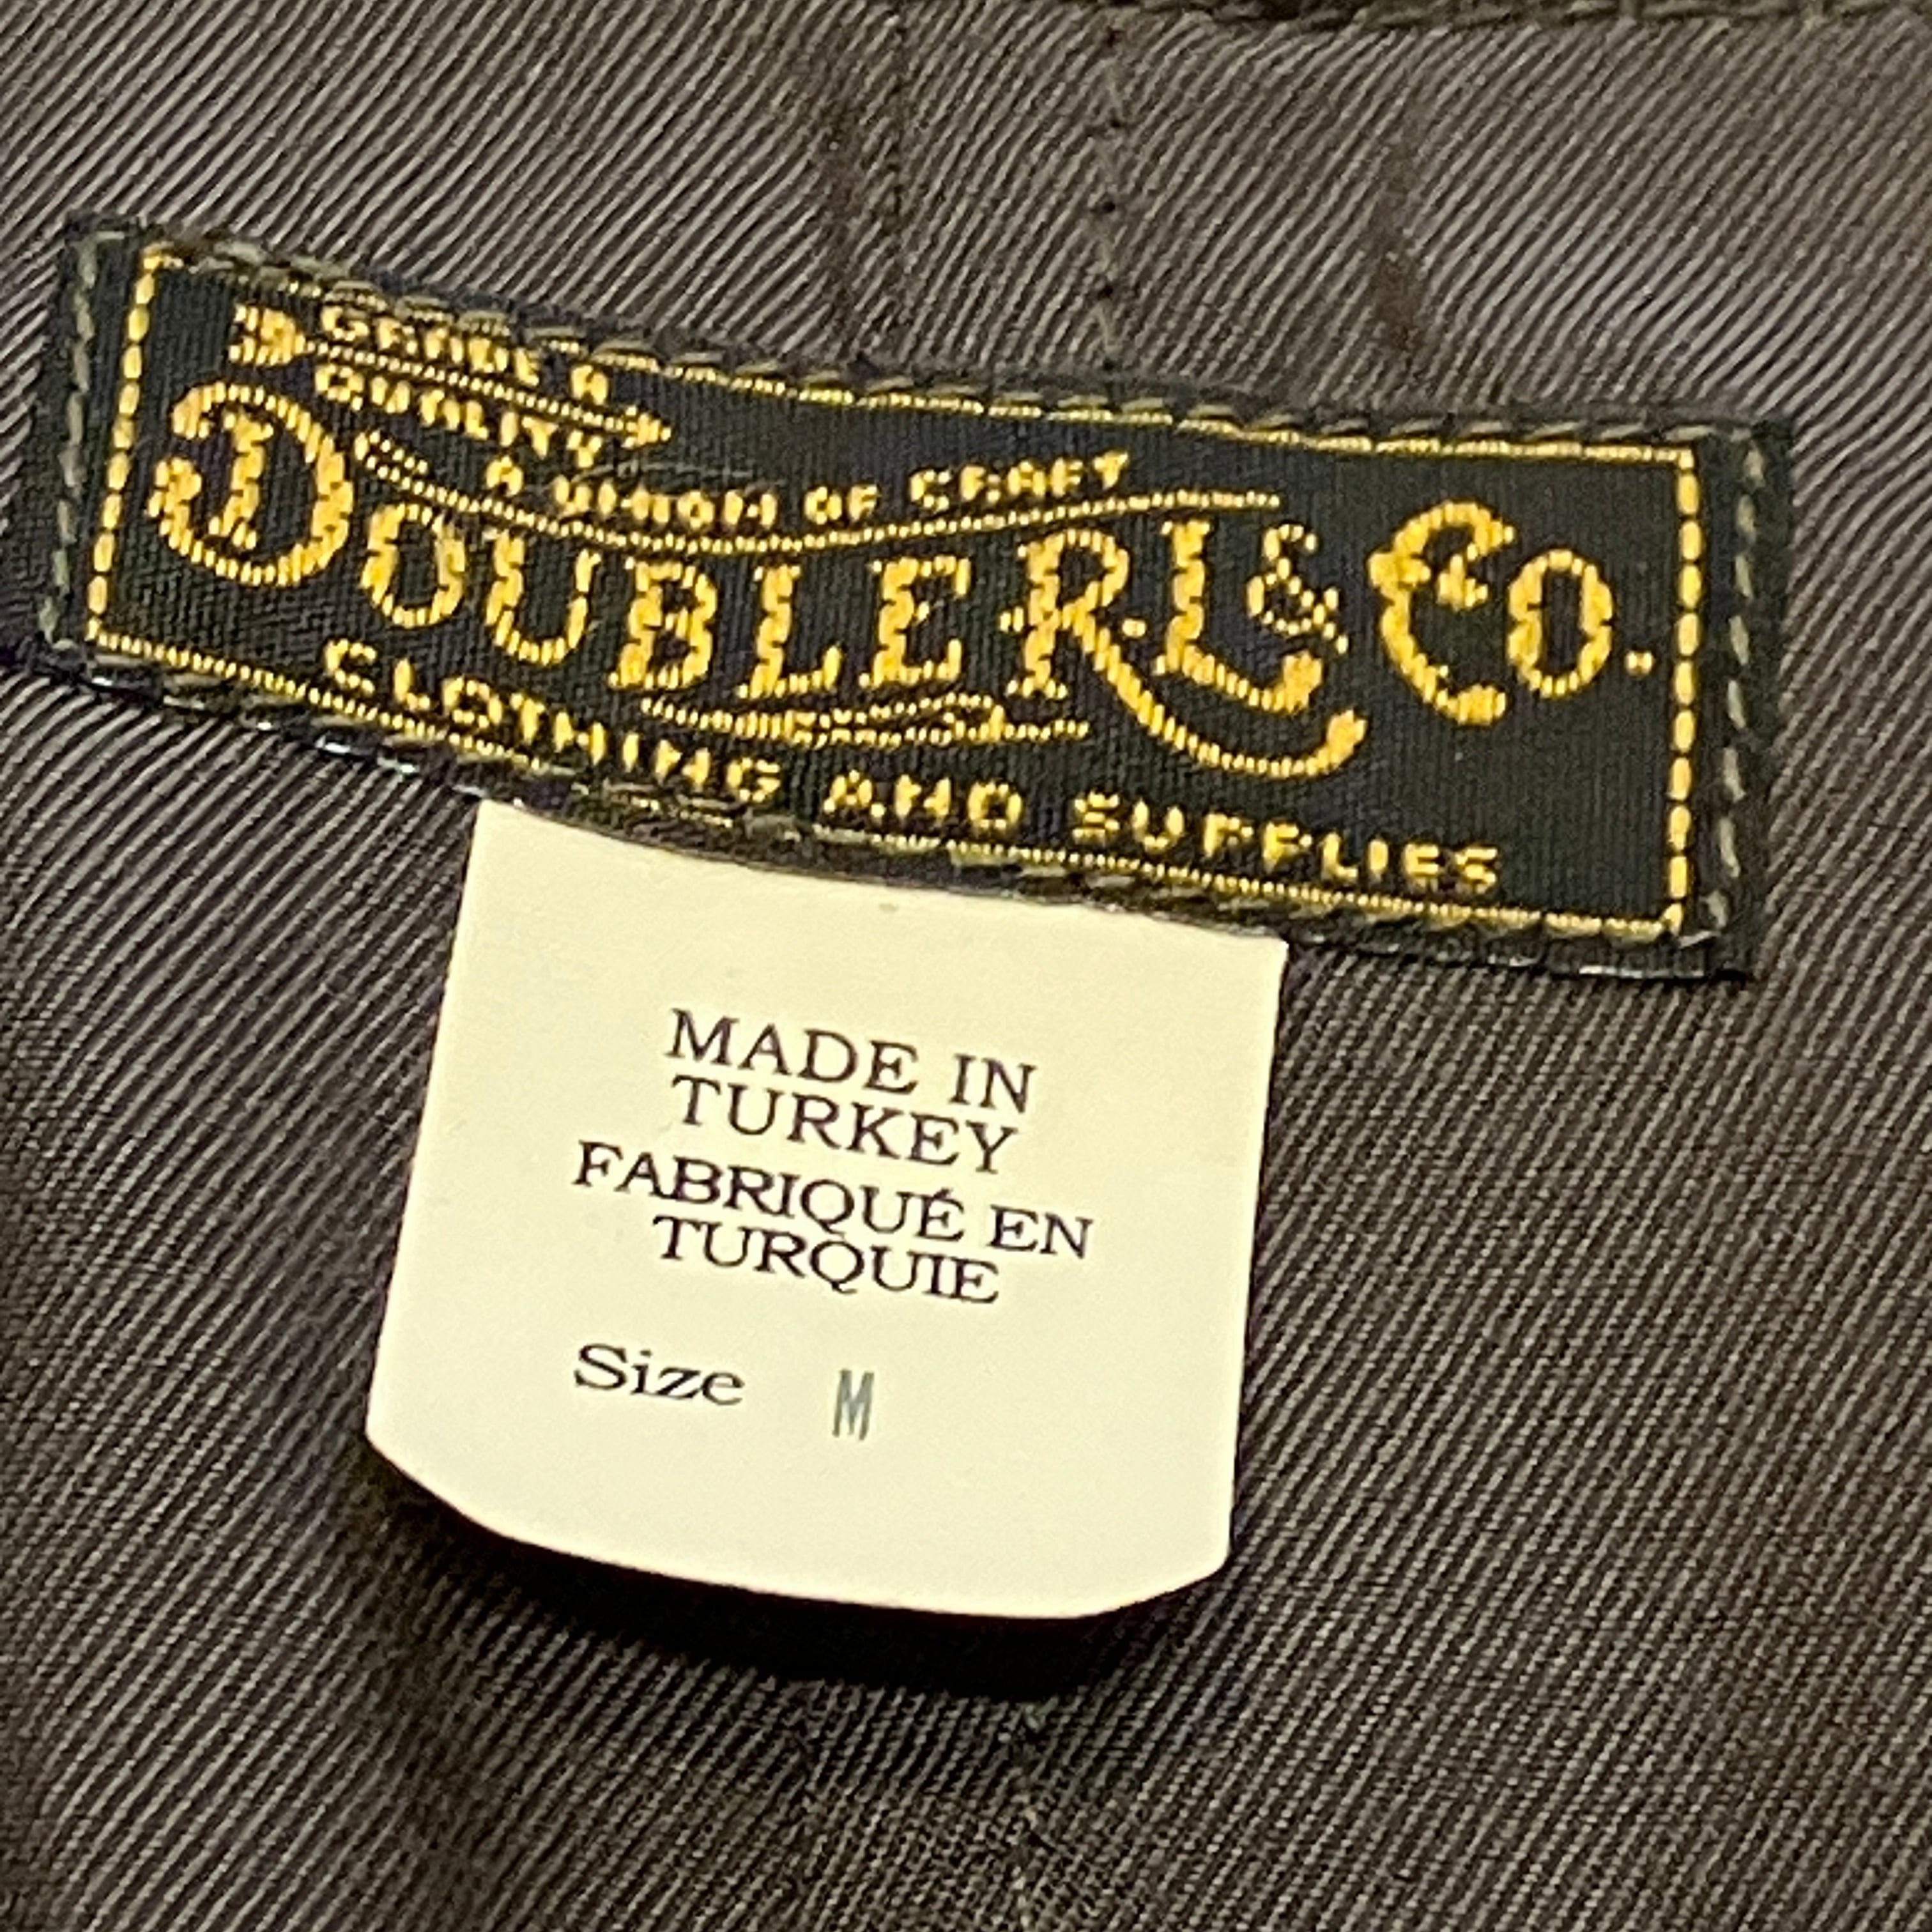 GRADE A
QUALITY
A UNION OF CRAFT
DOUBLE RL & CO.
CLOTHING AND SUPPLIES
MADE IN
TURKEY
FABRIQUÉ EN
TURQUIE
Size M